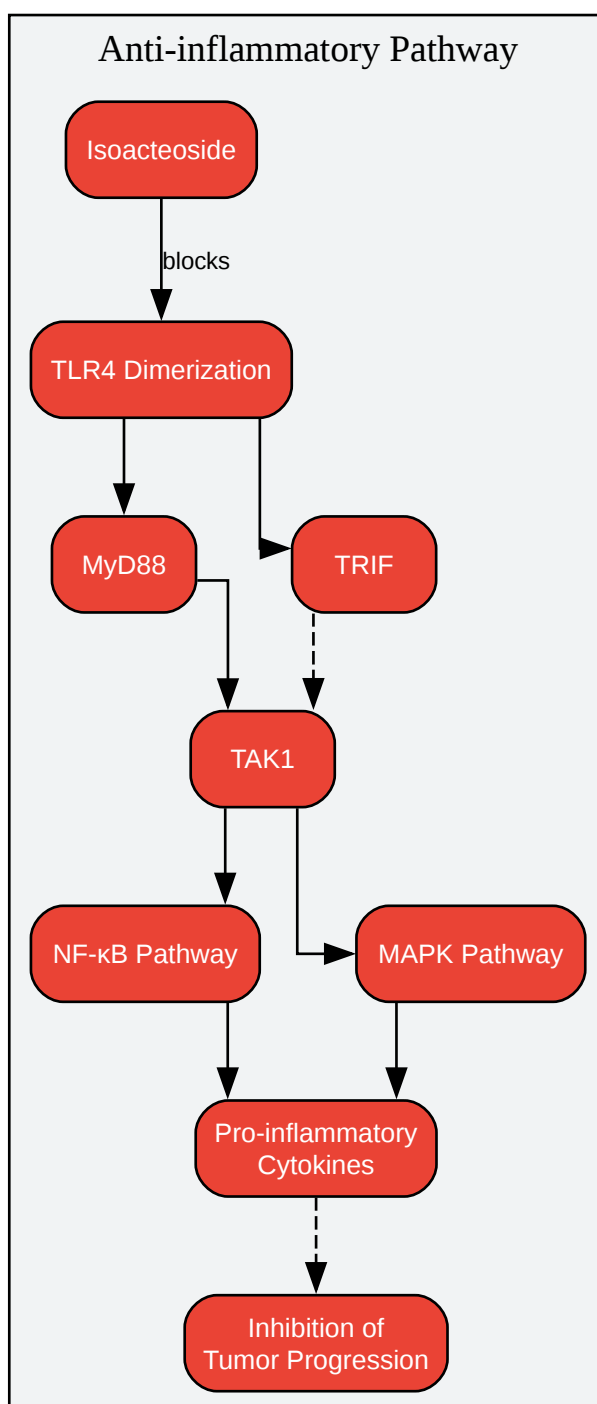 Anti-inflammatory Pathway
Isoacteoside
blocks
TLR4 Dimerization
MyD88
TRIF
TAK1
NF-κB Pathway
MAPK Pathway
Pro-inflammatory
Cytokines
Inhibition of
Tumor Progression